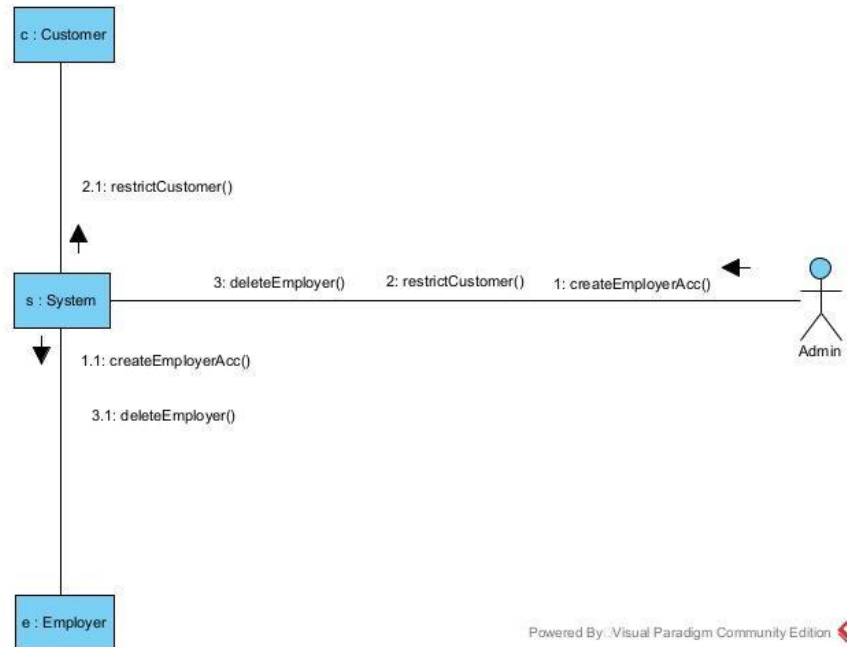 c : Customer
2.1: restrictCustomer()
3: deleteEmployer()
2: restrictCustomer()
1: createEmployerAcc()
s : System
Admin
1.1: createEmployerAcc()
3.1: deleteEmployer()
e : Employer
Powered By Visual Paradigm Community Edition